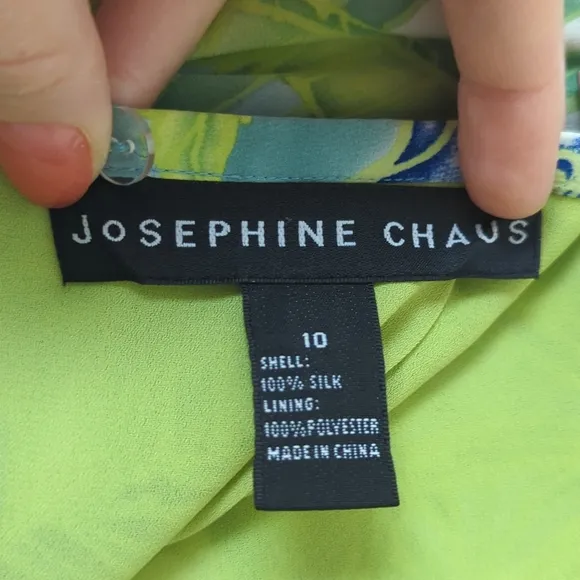 JOSEPHINE CHAUS
10
SHELL:
100% SILK
LINING:
100%POLYESTER
MADE IN CHINA